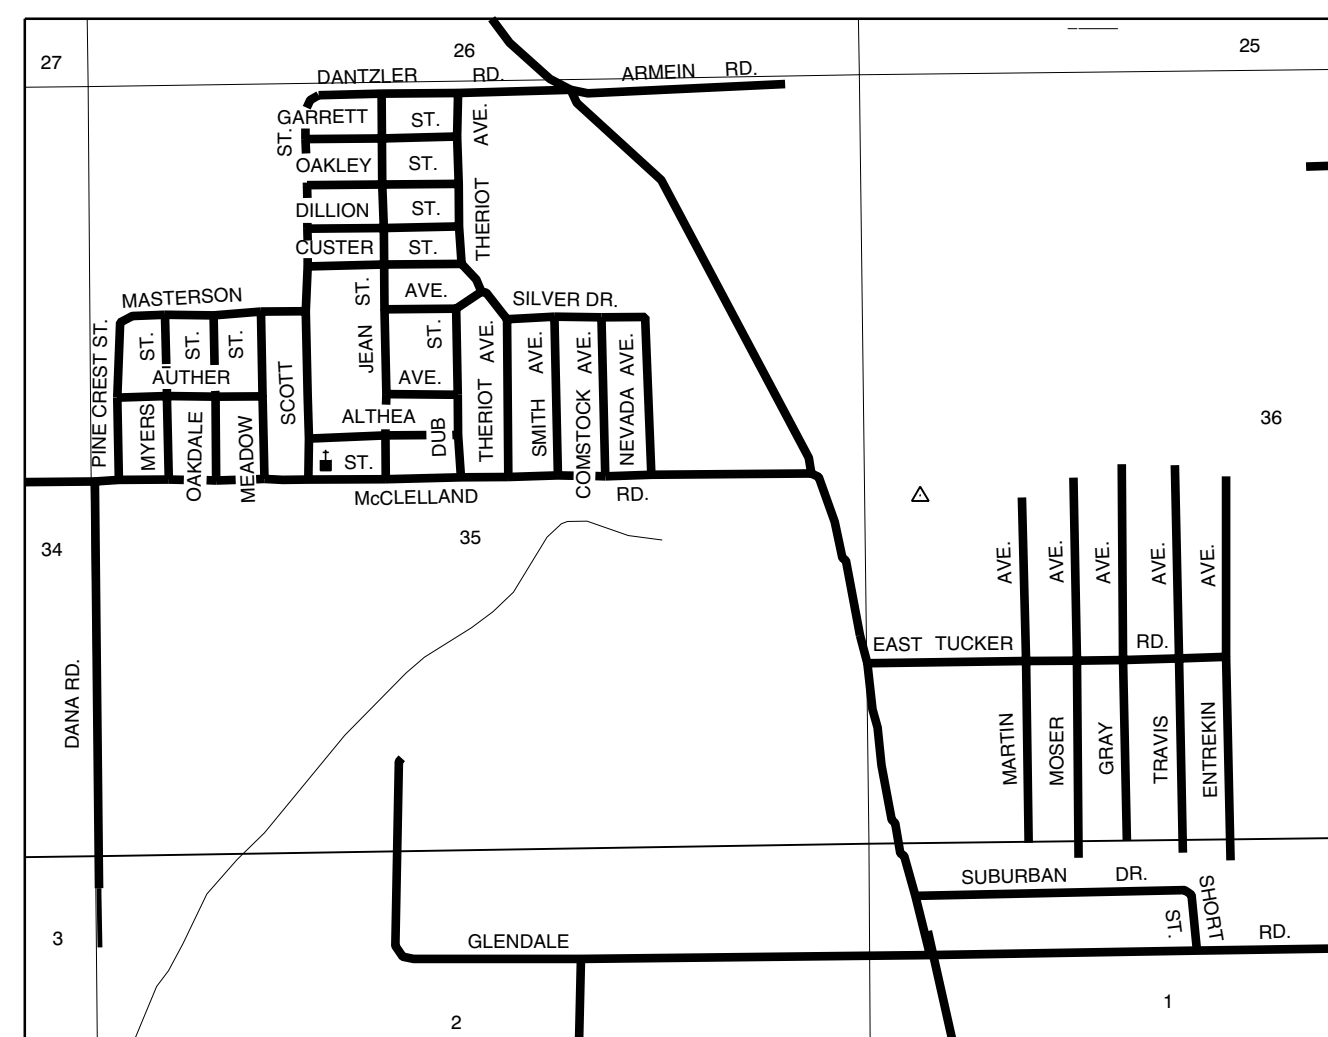 27
26
25
DANTZLER RD.
ARMEIN RD.
GARRETT ST.
ST.
AVE.
OAKLEY ST.
DILLION ST.
THERIOT
CUSTER ST.
MASTERSON
ST.
AVE.
SILVER DR.
PINE CREST ST.
ST.
ST.
ST.
JEAN
ST.
AVE.
AVE.
AVE.
NEVADA AVE.
AUTHER
AVE.
SCOTT
ALTHEA
MYERS
OAKDALE
MEADOW
DUB
THERIOT
SMITH
COMSTOCK
ST.
McCLELLAND RD.
36
34
35
AVE.
AVE.
AVE.
AVE.
AVE.
EAST TUCKER RD.
DANA RD.
MARTIN
MOSER
GRAY
TRAVIS
ENTREKIN
SUBURBAN DR.
SHORT
ST.
3
GLENDALE RD.
2
1